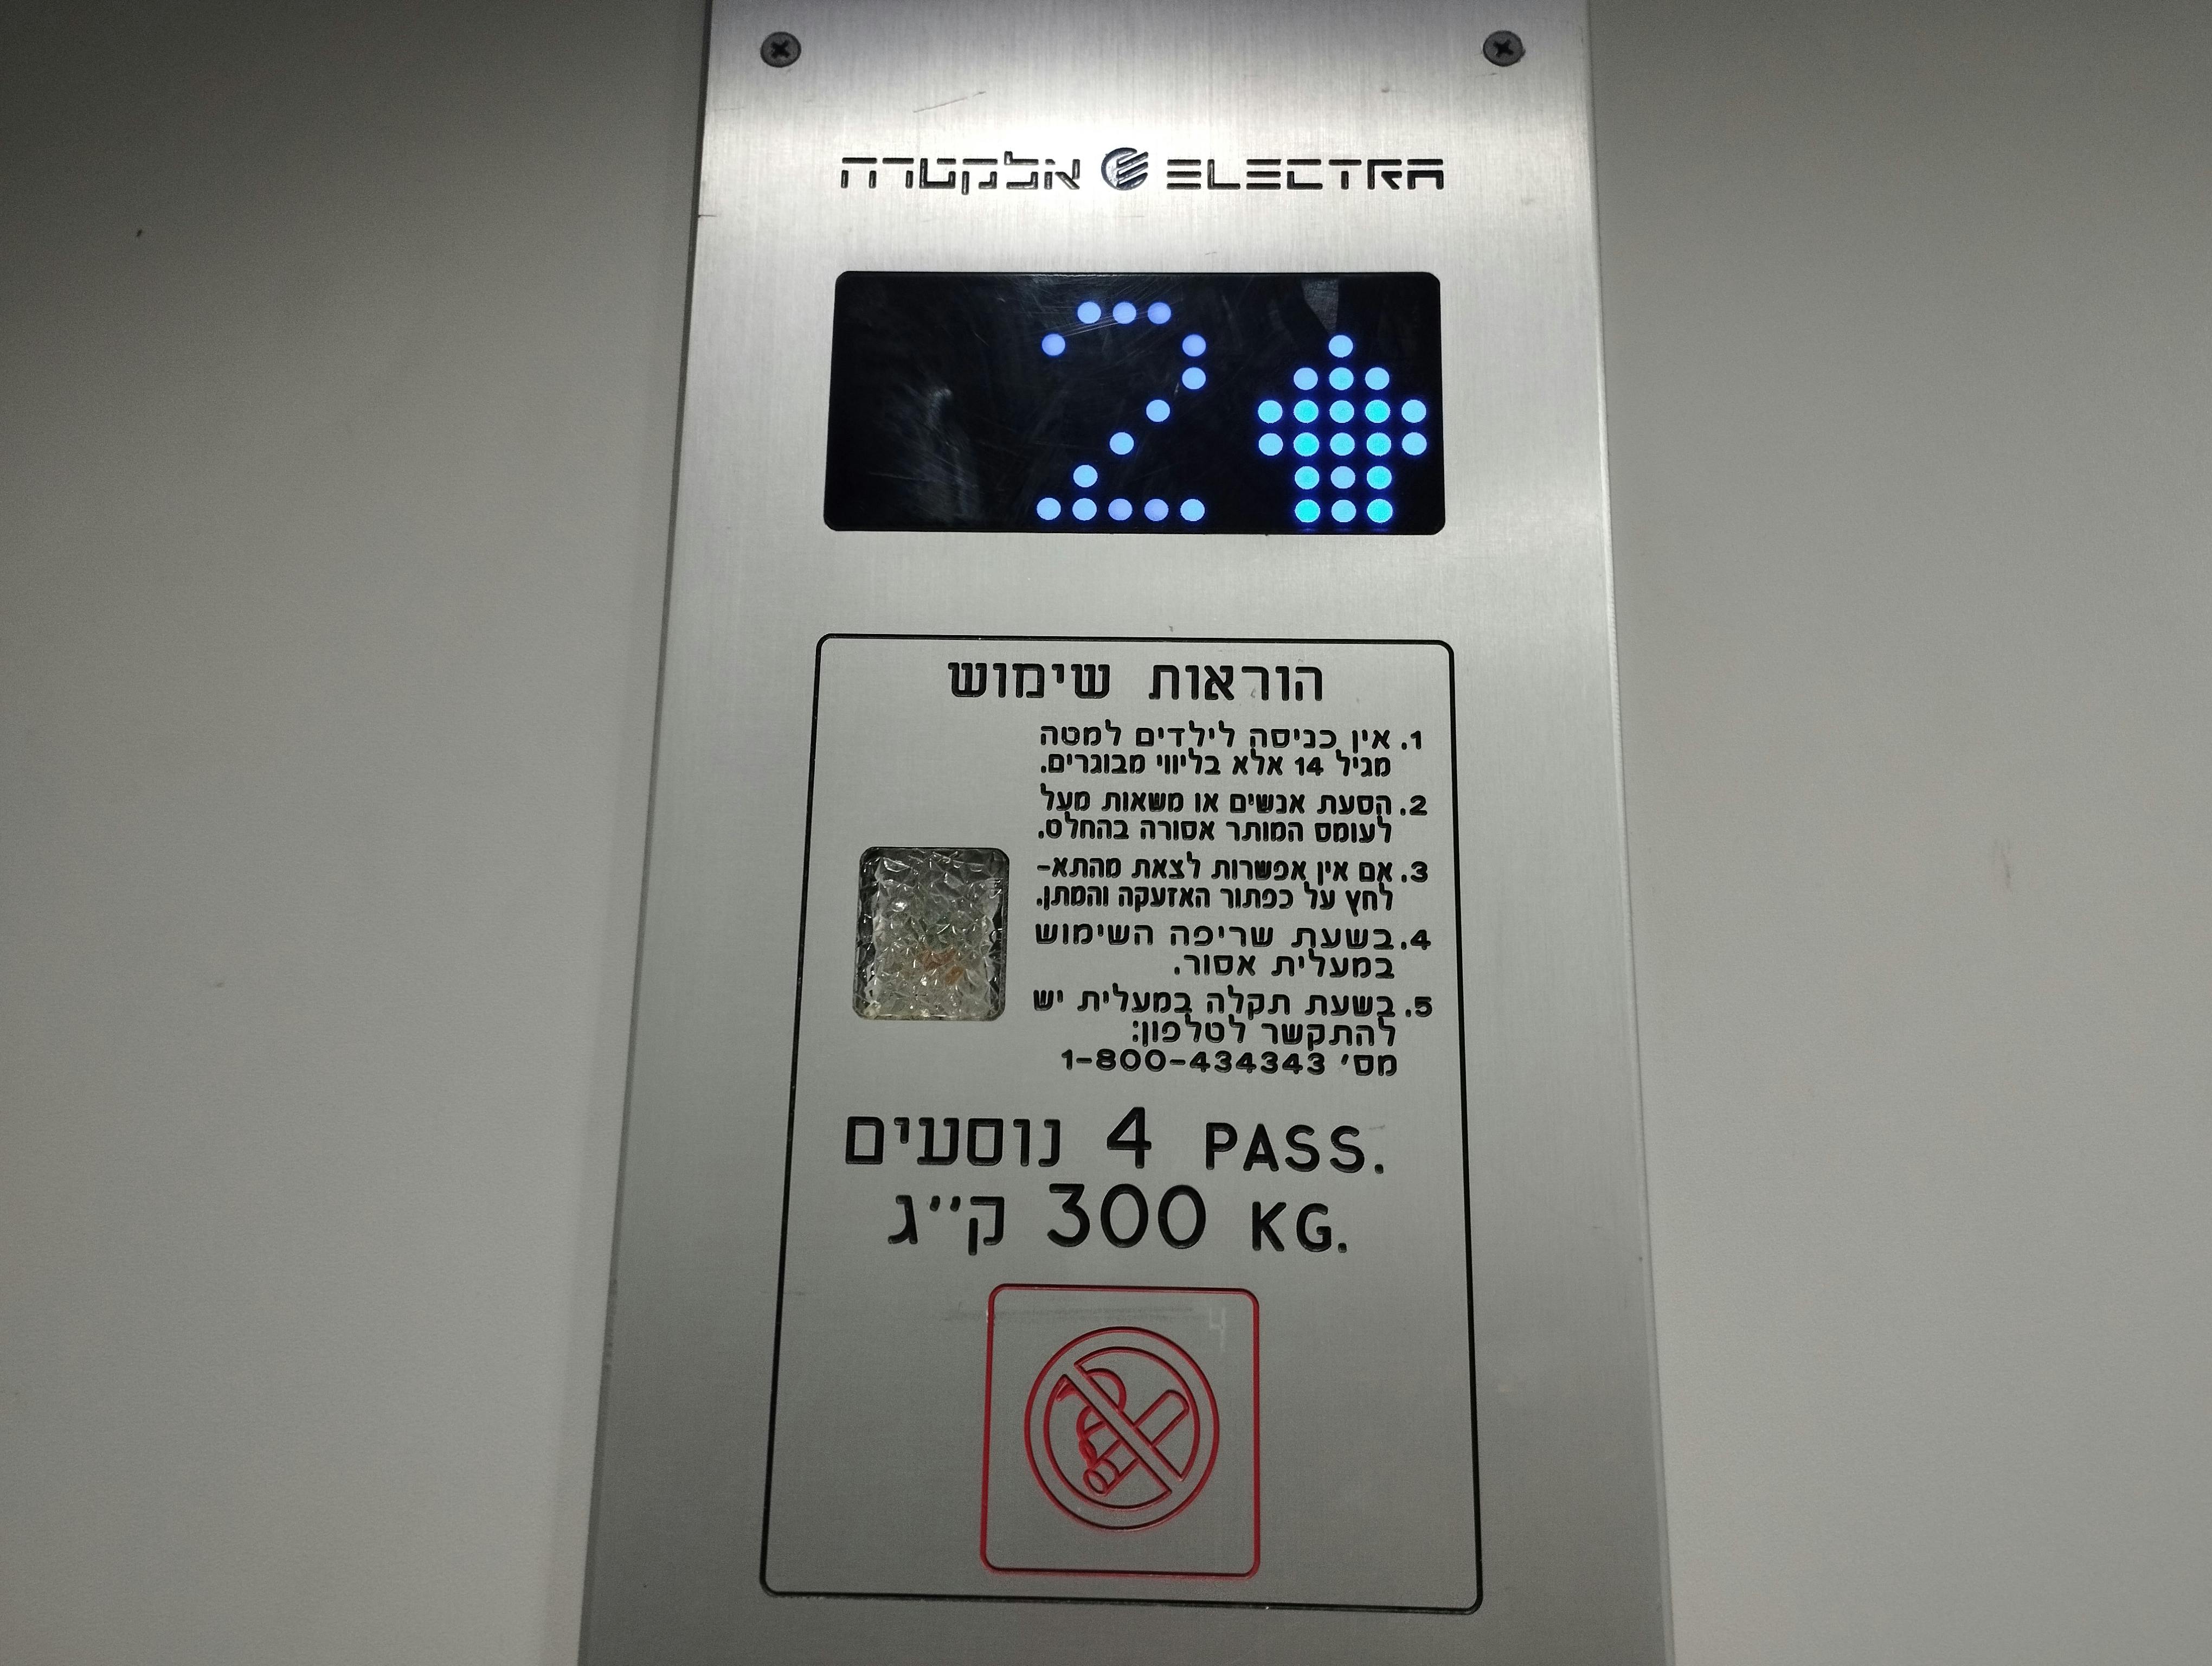 אלקטרה ELECTRA
2
הוראות שימוש
1. אין כניסה לילדים למטה
מגיל 14 אלא בליווי מבוגרים.
2. הסעת אנשים או משאות מעל
לעומס המותר אסורה בהחלט.
3. אם אין אפשרות לצאת מהתא-
לחץ על כפתור האזעקה והמתן.
4. בשעת שריפה השימוש
במעלית אסור.
5. בשעת תקלה במעלית יש
להתקשר לטלפון:
מס' 1-800-434343
נוסעים 4 PASS.
ק''ג 300 KG.